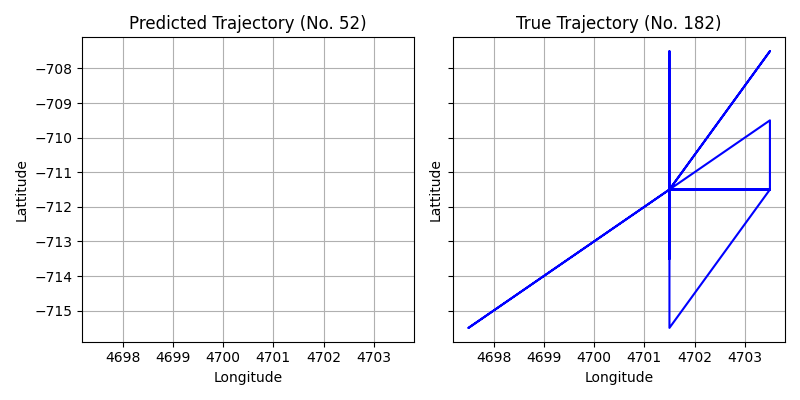 Predicted Trajectory (No. 52)
−708
−709
−710
−711
−712
−713
−714
−715
Lattitude
4698 4699 4700 4701 4702 4703
Longitude
True Trajectory (No. 182)
Lattitude
4698 4699 4700 4701 4702 4703
Longitude